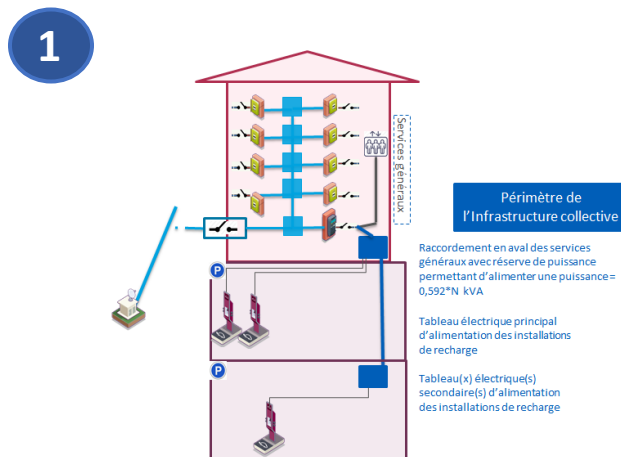 1
Services généraux
Périmètre de
l'Infrastructure collective
P
Raccordement en aval des services
généraux avec réserve de puissance
permettant d'alimenter une puissance=
0,592*N kVA
Tableau électrique principal
d'alimentation des installations
de recharge
P
Tableau(x) électrique(s)
secondaire(s) d'alimentation
des installations de recharge